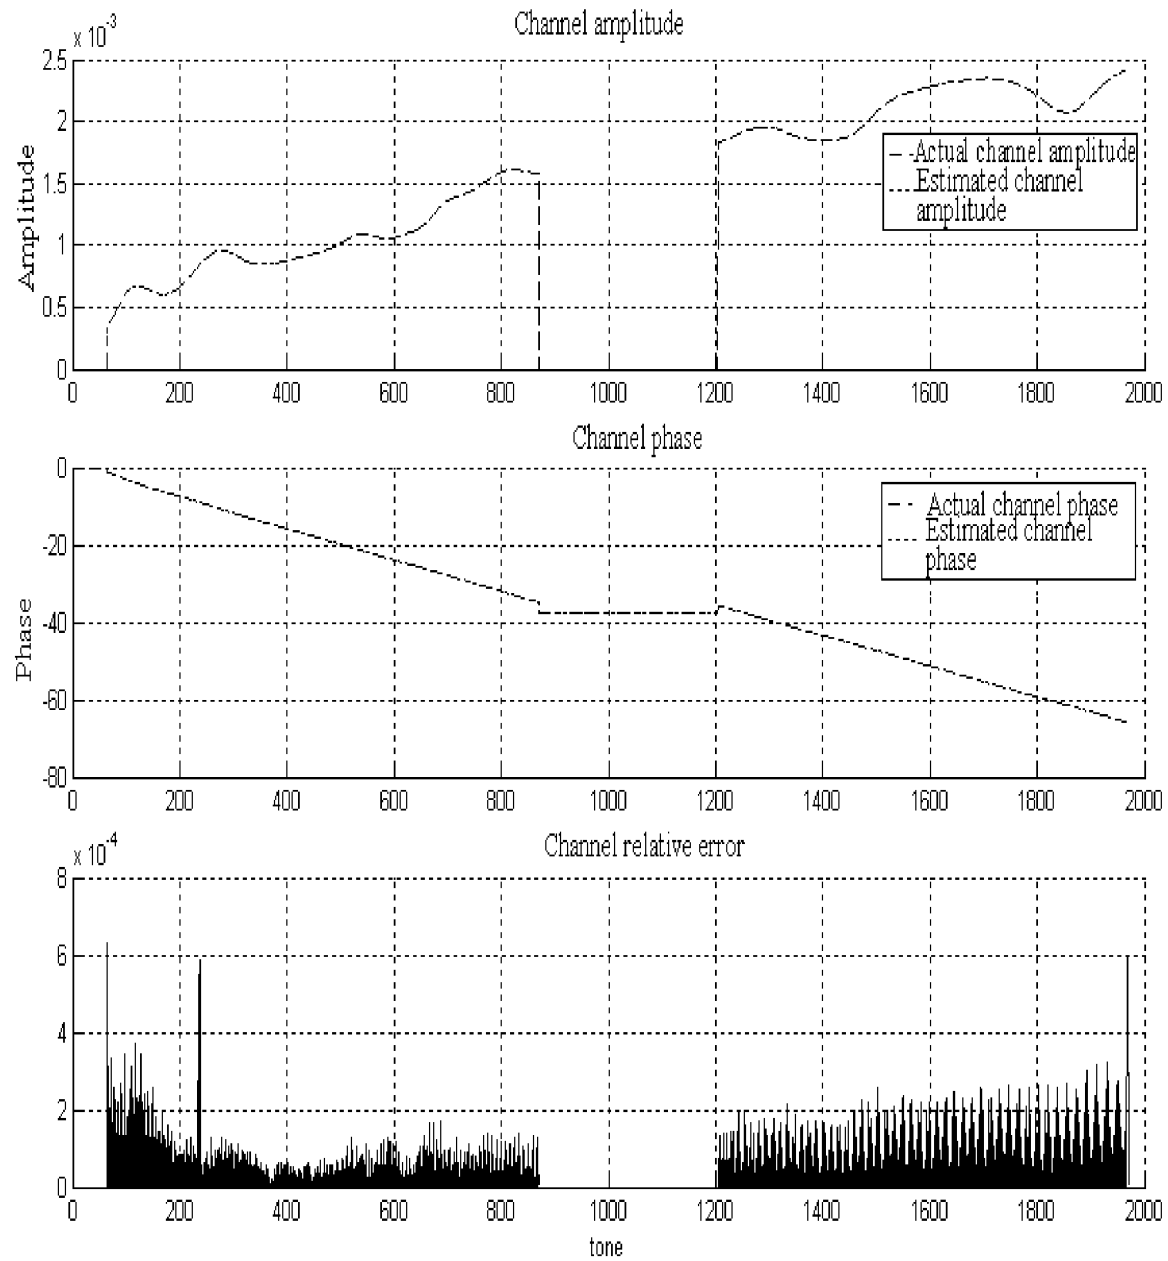 Channel amplitude
x 10⁻³
2.5
2
1.5
1
0.5
0
Amplitude
0 200 400 600 800 1000 1200 1400 1600 1800 2000
Actual channel amplitude
Estimated channel
amplitude
Channel phase
0
-20
-40
-60
-80
Phase
0 200 400 600 800 1000 1200 1400 1600 1800 2000
Actual channel phase
Estimated channel
phase
Channel relative error
x 10⁻⁴
8
6
4
2
0
0 200 400 600 800 1000 1200 1400 1600 1800 2000
tone